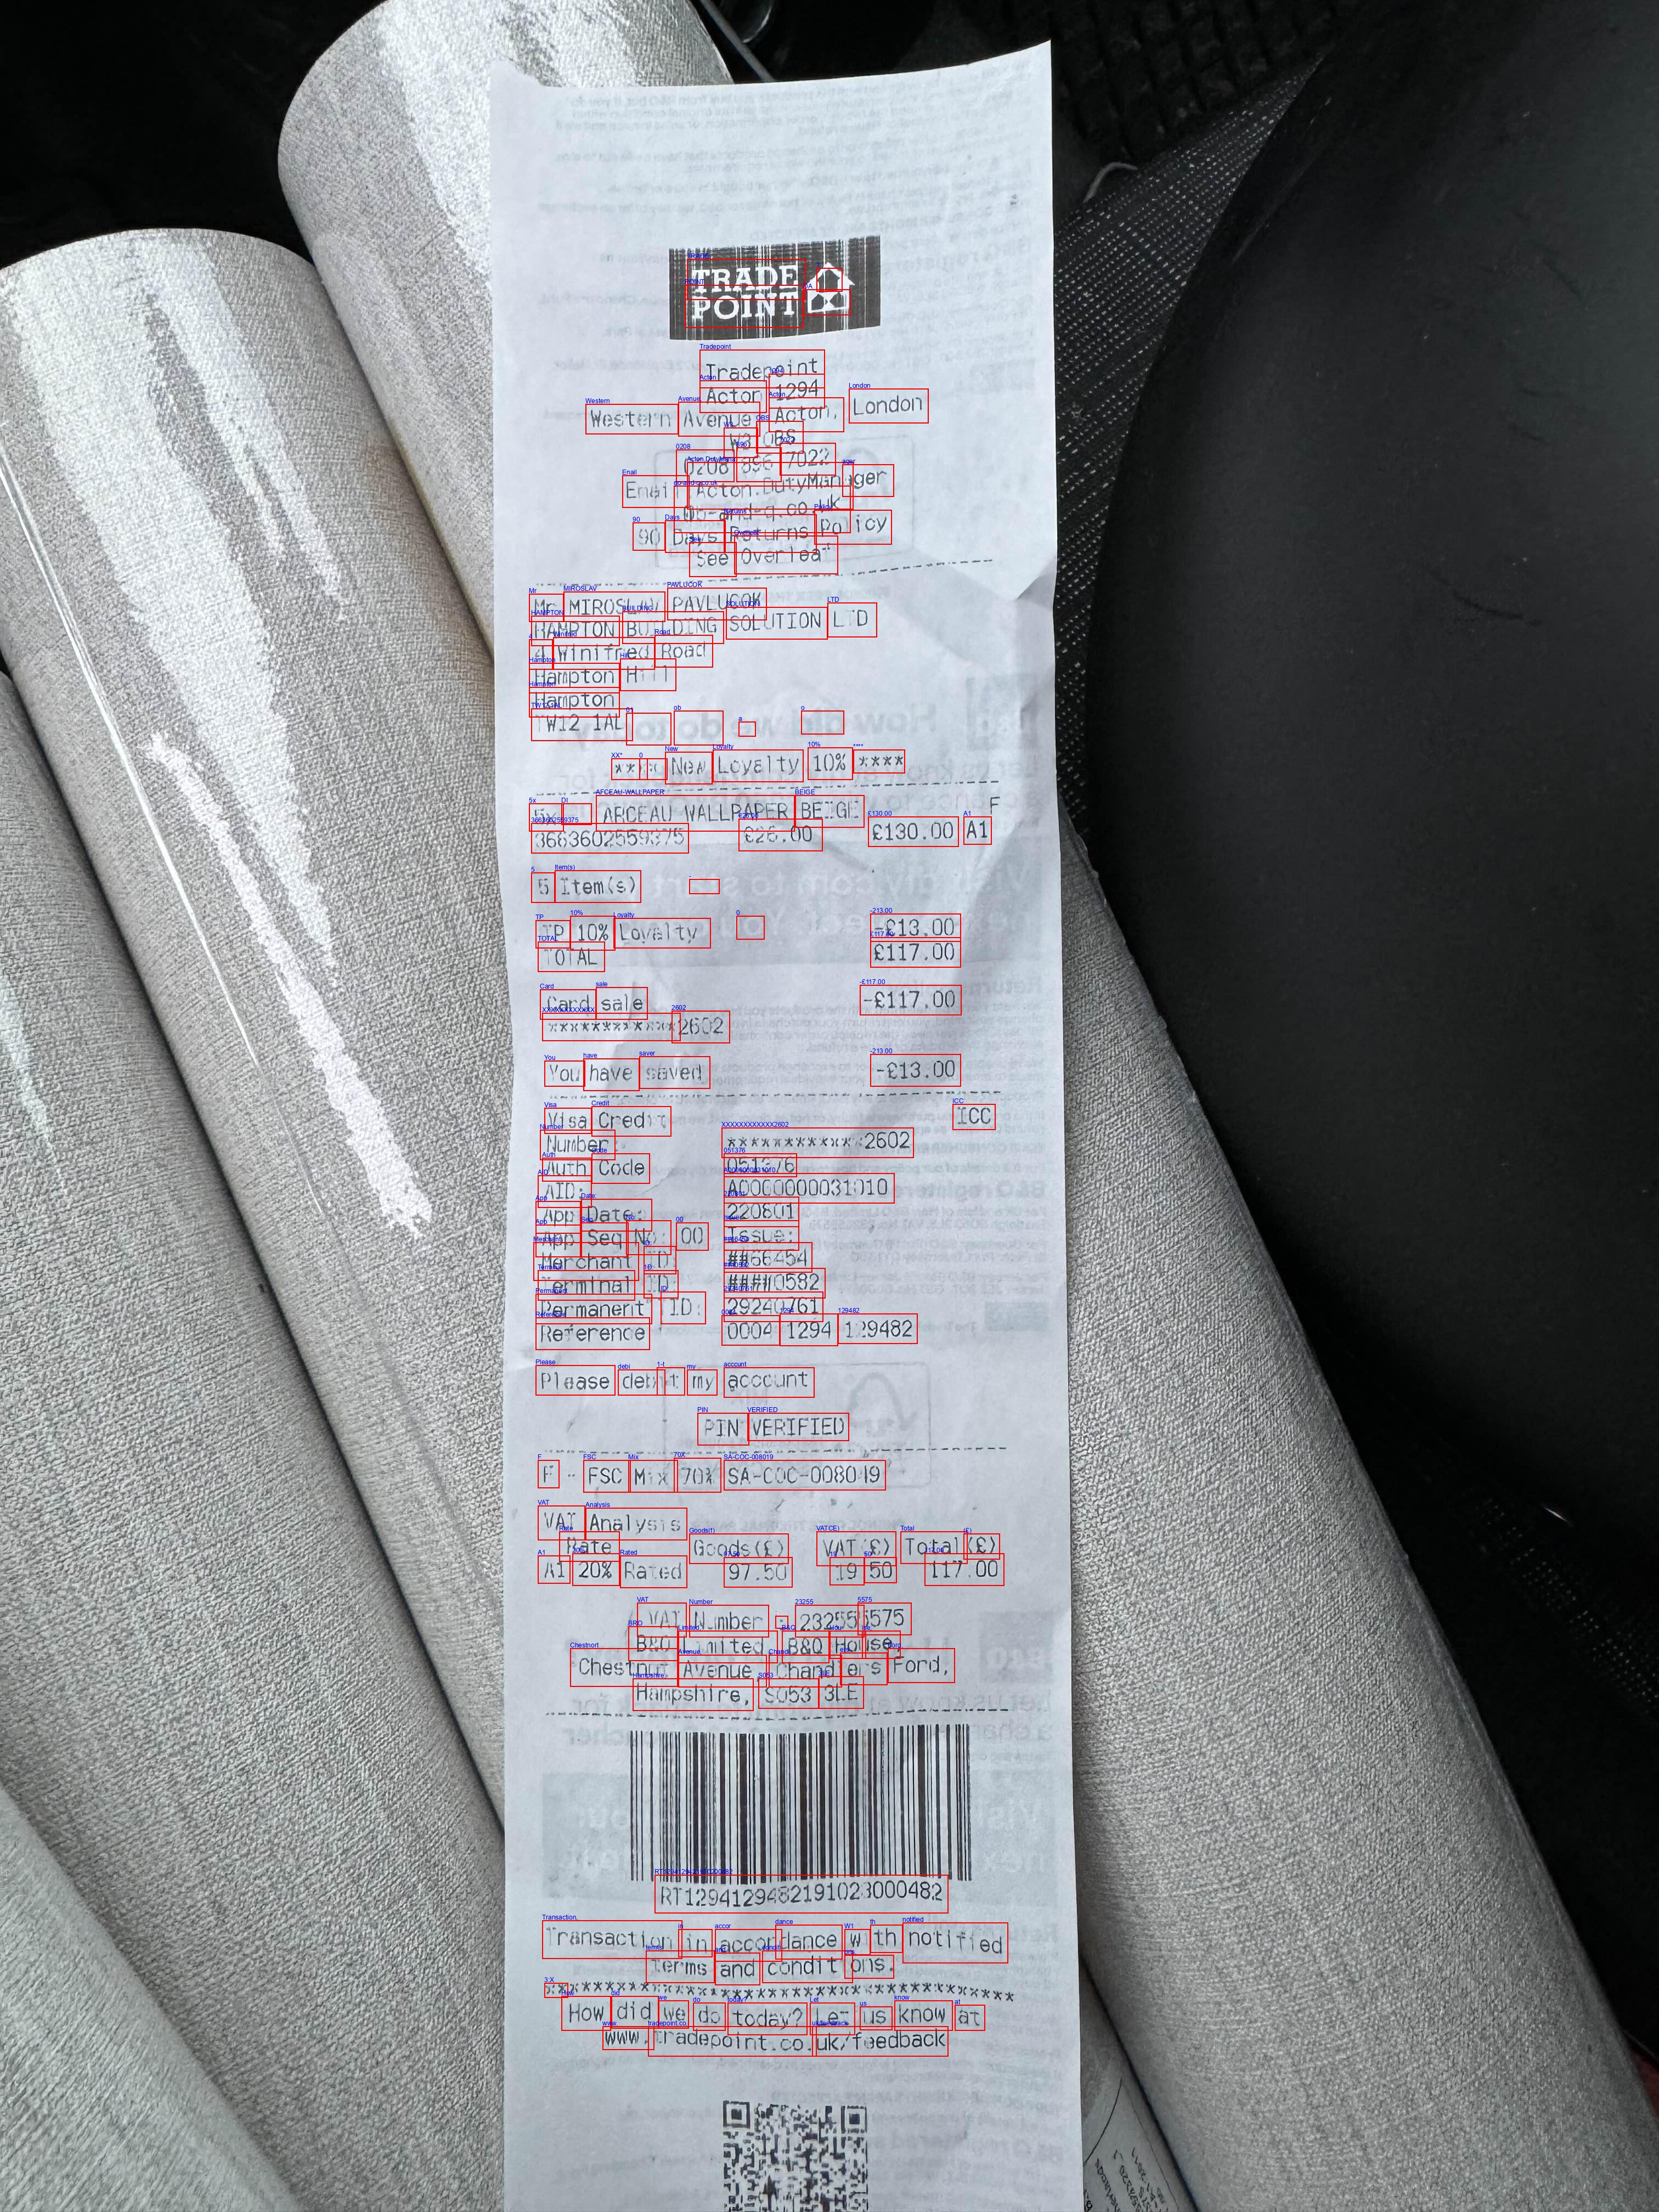 TRADE
POINT
Tradepoint
Acton 1294
Western Avenue Acton, London
W3 0BS
0208 896 7022
Email Acton.DutyManager
@b-and-q.co.uk
90 Days Returns policy
See Overleaf
Mr MIROSLAV PAVLUCOK
HAMPTON BUILDING SOLUTION LTD
4 Winifred Road
Hampton Hill
Hampton
TW12 1AL
New Loyalty 10% ****
5x ARCEAU WALLPAPER BEIGE F
3663602559375 £26.00 £130.00 A1
5 Item(s)
TP 10% Loyalty -£13.00
TOTAL £117.00
Card sale -£117.00
************2602
You have saved -£13.00
Visa Credit ICC
Number: ************2602
Auth Code 051376
AID: A0000000031010
App Date: 220801
App Seq No: 00 Issue:
Merchant ID: ##66454
Terminal ID: ####0582
Permanent ID: 29240761
Reference 0004 1294 129482
Please debit my account
PIN VERIFIED
F - FSC Mix 70% SA-COC-008019
VAT Analysis
Rate Goods(£) VAT(£) Total(£)
A1 20% Rated 97.50 19.50 117.00
VAT Number : 232555575
B&Q Limited, B&Q House,
Chestnut Avenue, Chandlers Ford,
Hampshire, SO53 3LE
Transaction in accordance with notified
terms and conditions.
How did we do today? Let us know at
www.tradepoint.co.uk/feedback